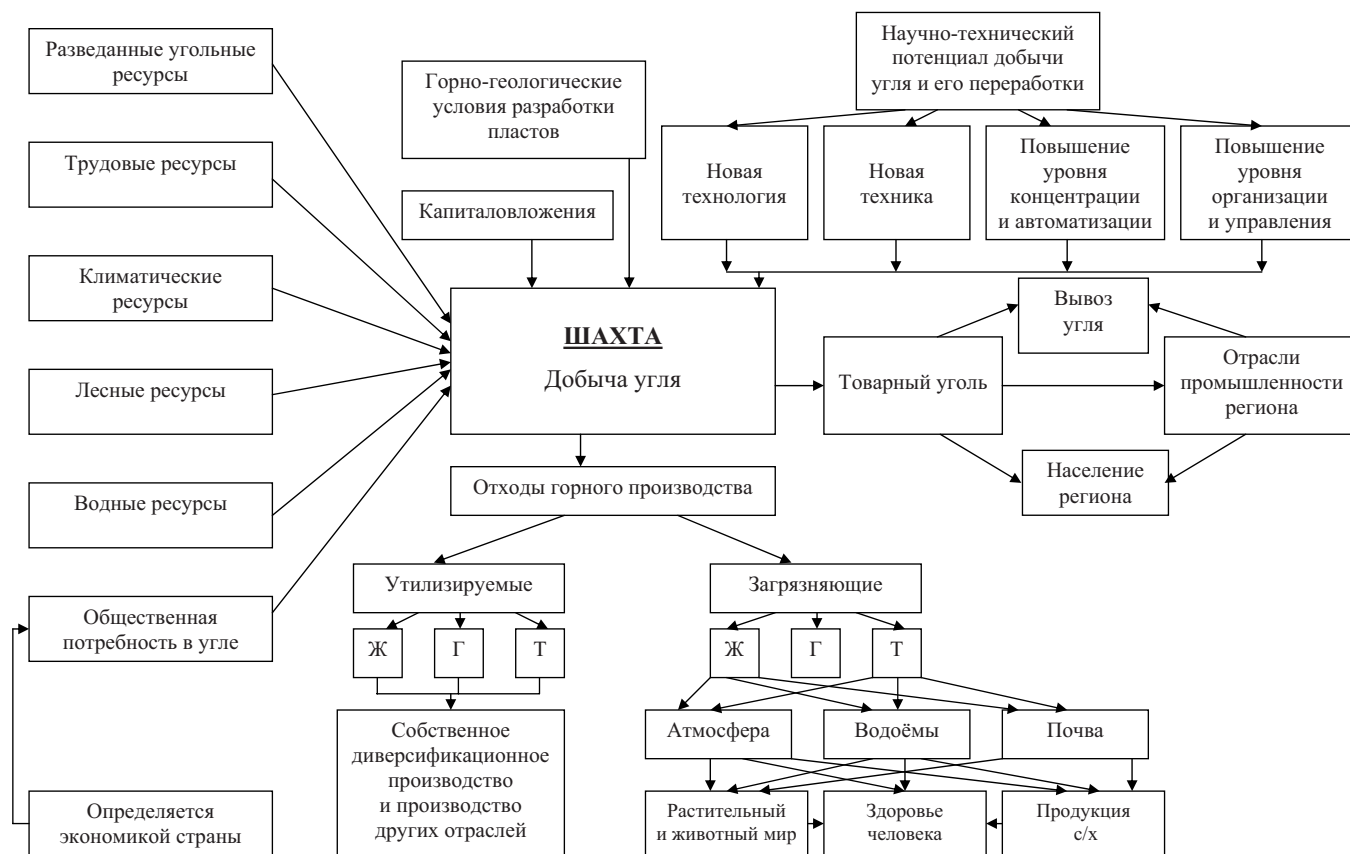 Разведанные угольные
ресурсы
Трудовые ресурсы
Климатические
ресурсы
Лесные ресурсы
Водные ресурсы
Общественная
потребность в угле
Определяется
экономикой страны
Горно-геологические
условия разработки
пластов
Капиталовложения
Научно-технический
потенциал добычи
угля и его переработки
Новая
технология
Новая
техника
Повышение
уровня
концентрации
и автоматизации
Повышение
уровня
организации
и управления
ШАХТА
Добыча угля
Товарный уголь
Вывоз
угля
Отрасли
промышленности
региона
Население
региона
Отходы горного производства
Утилизируемые
Ж
Г
Т
Собственное
диверсификационное
производство
и производство
других отраслей
Загрязняющие
Ж
Г
Т
Атмосфера
Водоёмы
Почва
Растительный
и животный мир
Здоровье
человека
Продукция
с/х